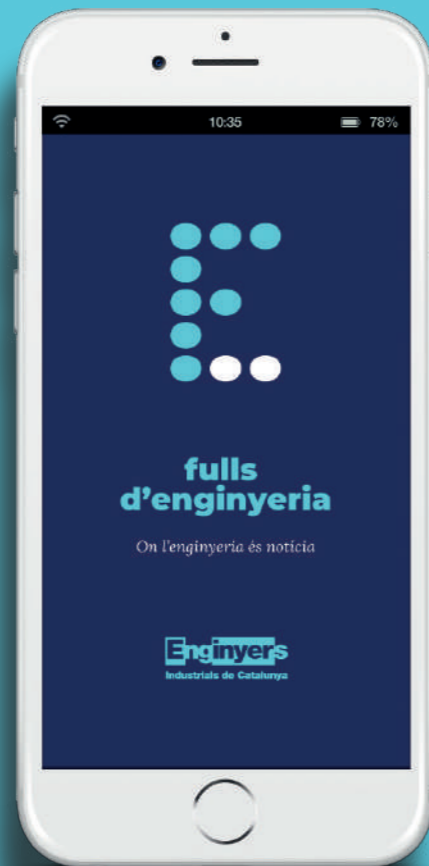 10:35
78%
fulls
d'enginyeria
On l'enginyeria és notícia
Enginyers
Industrials de Catalunya